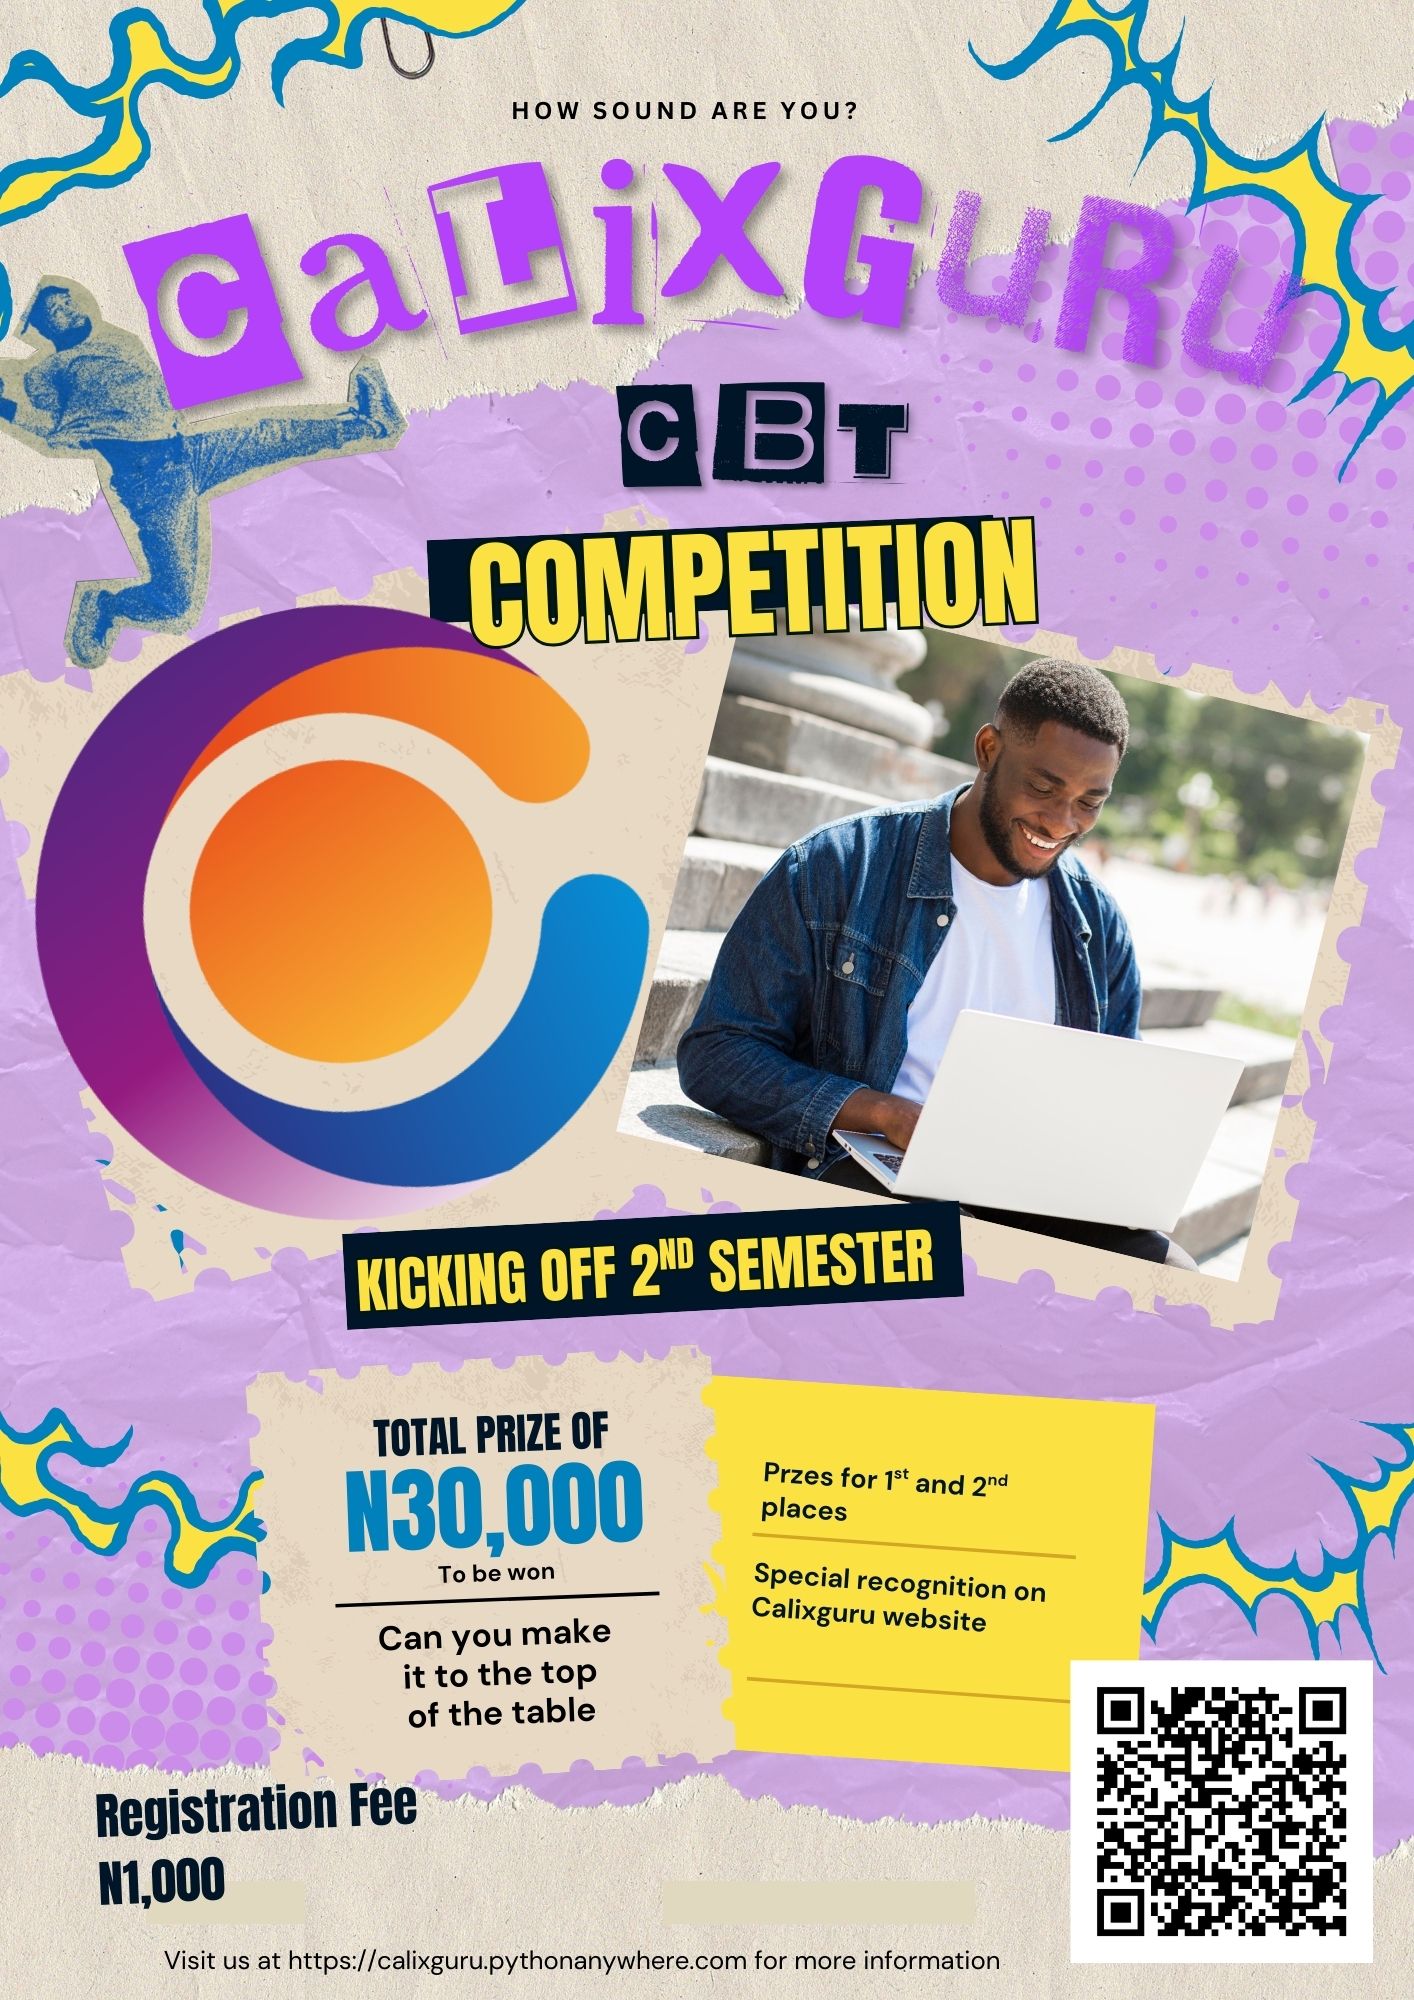 HOW SOUND ARE YOU?
CaLiXGuRu
CBT
COMPETITION
KICKING OFF 2ND SEMESTER
TOTAL PRIZE OF
N30,000
To be won
Can you make
it to the top
of the table
Przes for 1st and 2nd
places
Special recognition on
Calixguru website
Registration Fee
N1,000
Visit us at https://calixguru.pythonanywhere.com for more information